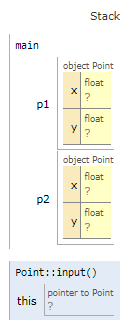 Stack
main
object Point
p1
x
float
?
y
float
?
object Point
p2
x
float
?
y
float
?
Point::input()
this
pointer to Point
?